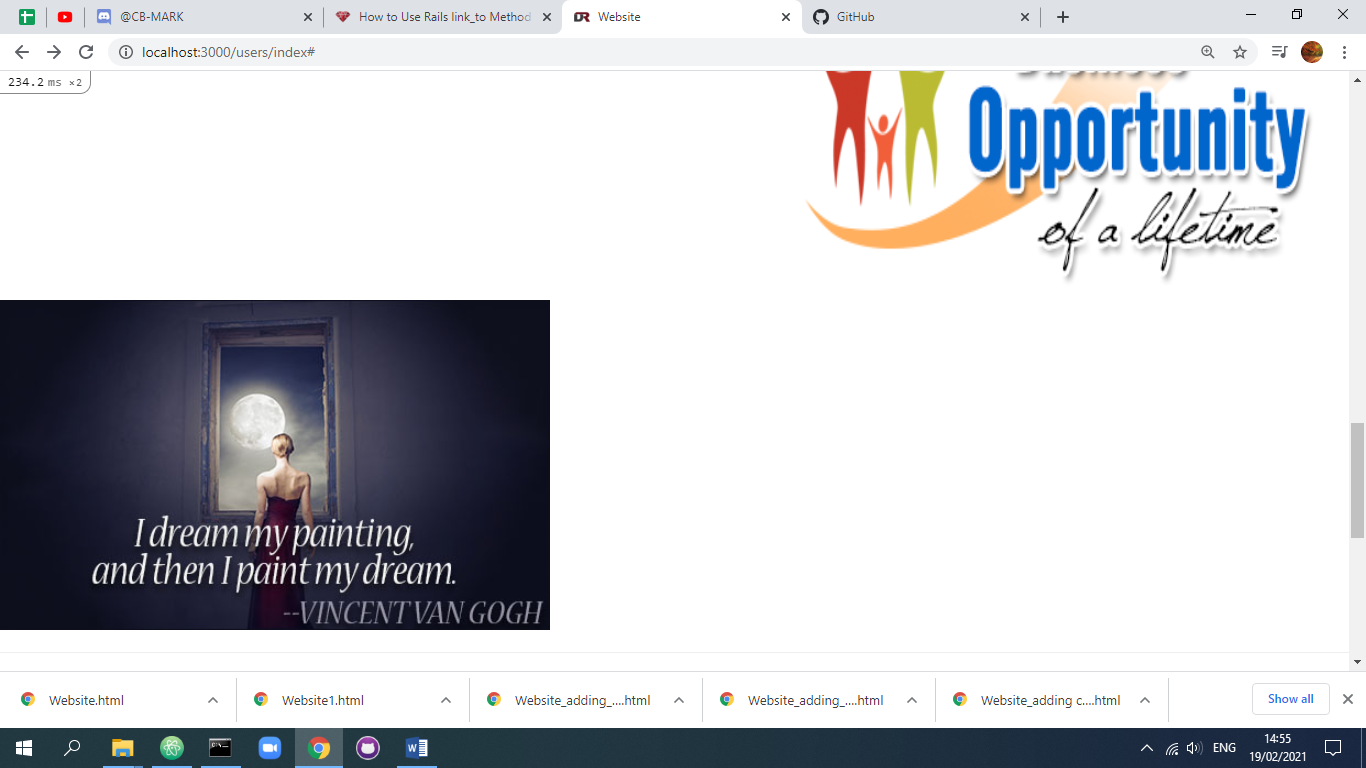 @CB-MARK
How to Use Rails link_to Method
DR Website
GitHub
localhost:3000/users/index#
234.2 ms ×2
Opportunity
of a lifetime
I dream my painting,
and then I paint my dream.
--VINCENT VAN GOGH
Website.html
Website1.html
Website_adding_....html
Website_adding_....html
Website_adding c....html
Show all
ENG
14:55
19/02/2021